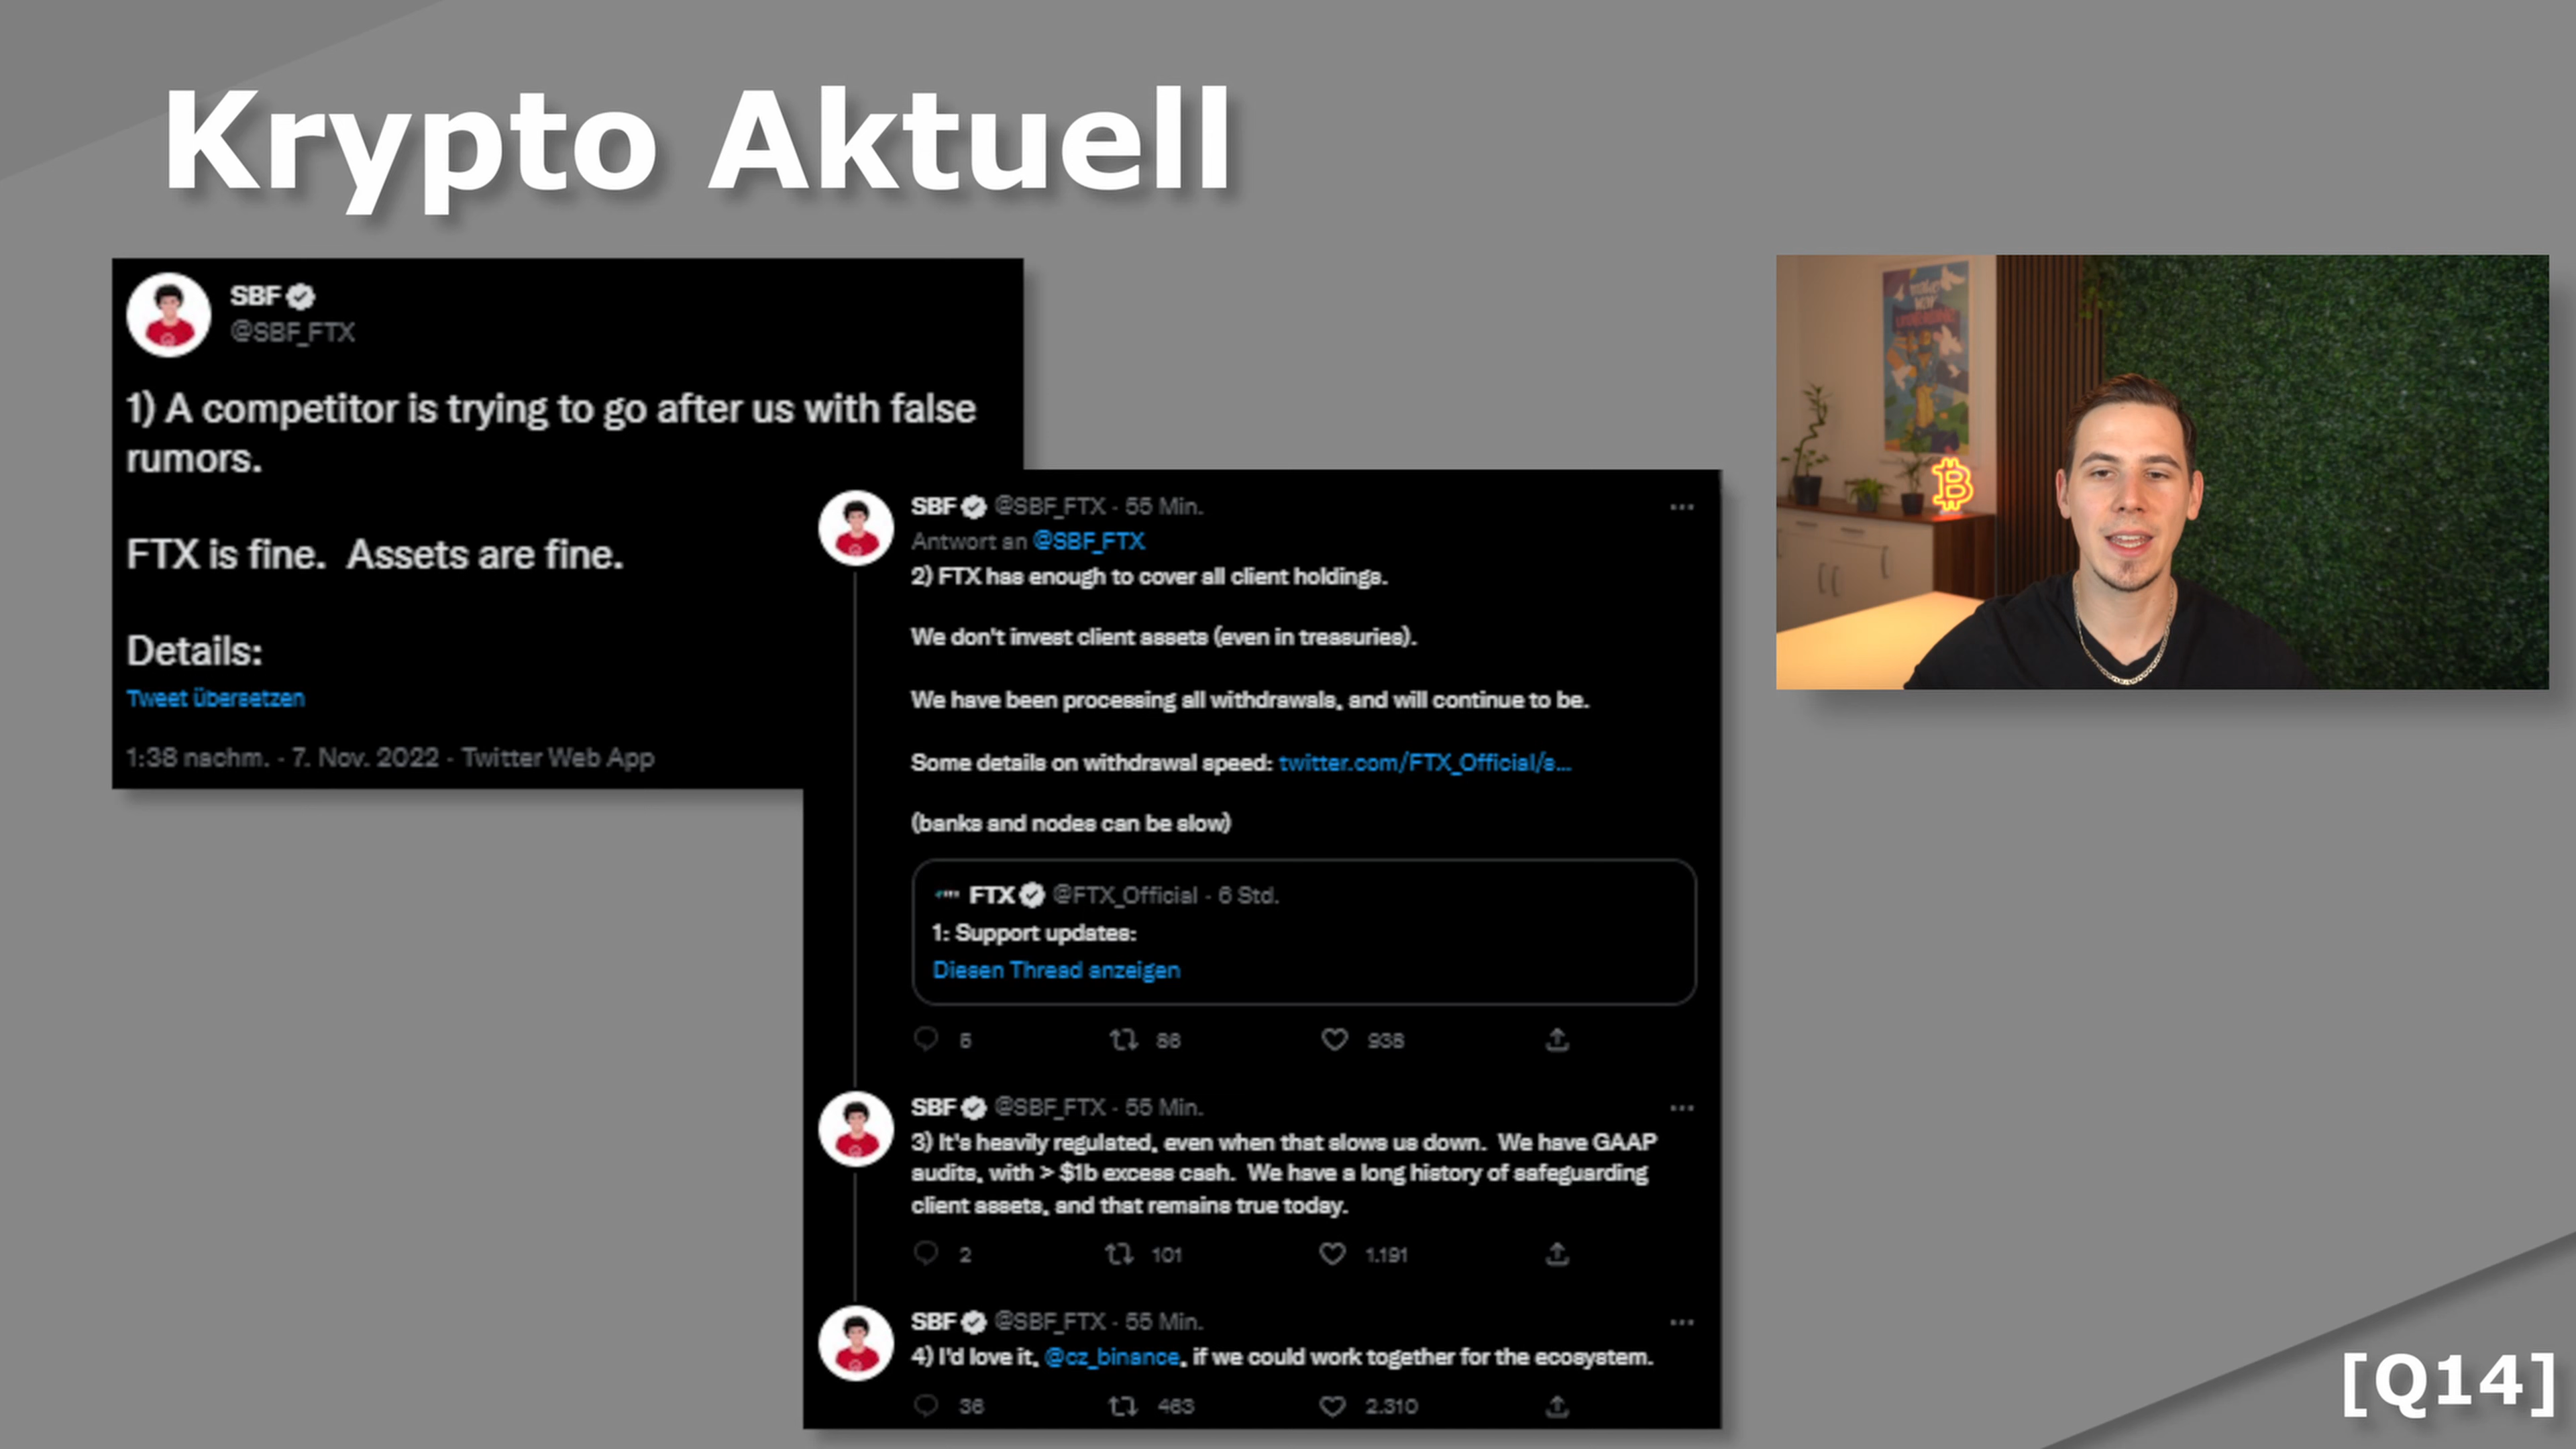 Krypto Aktuell
SBF
@SBF_FTX
1) A competitor is trying to go after us with false
rumors.
FTX is fine.  Assets are fine.
Details:
Tweet übersetzen
1:38 nachm. · 7. Nov. 2022 · Twitter Web App
SBF @SBF_FTX · 55 Min.
Antwort an @SBF_FTX
2) FTX has enough to cover all client holdings.
We don't invest client assets (even in treasuries).
We have been processing all withdrawals, and will continue to be.
Some details on withdrawal speed: twitter.com/FTX_Official/s...
(banks and nodes can be slow)
FTX @FTX_Official · 6 Std.
1: Support updates:
Diesen Thread anzeigen
5 86 938
SBF @SBF_FTX · 55 Min.
3) It's heavily regulated, even when that slows us down.  We have GAAP
audits, with > $1b excess cash.  We have a long history of safeguarding
client assets, and that remains true today.
2 101 1.191
SBF @SBF_FTX · 55 Min.
4) I'd love it, @cz_binance, if we could work together for the ecosystem.
36 463 2.310
[Q14]